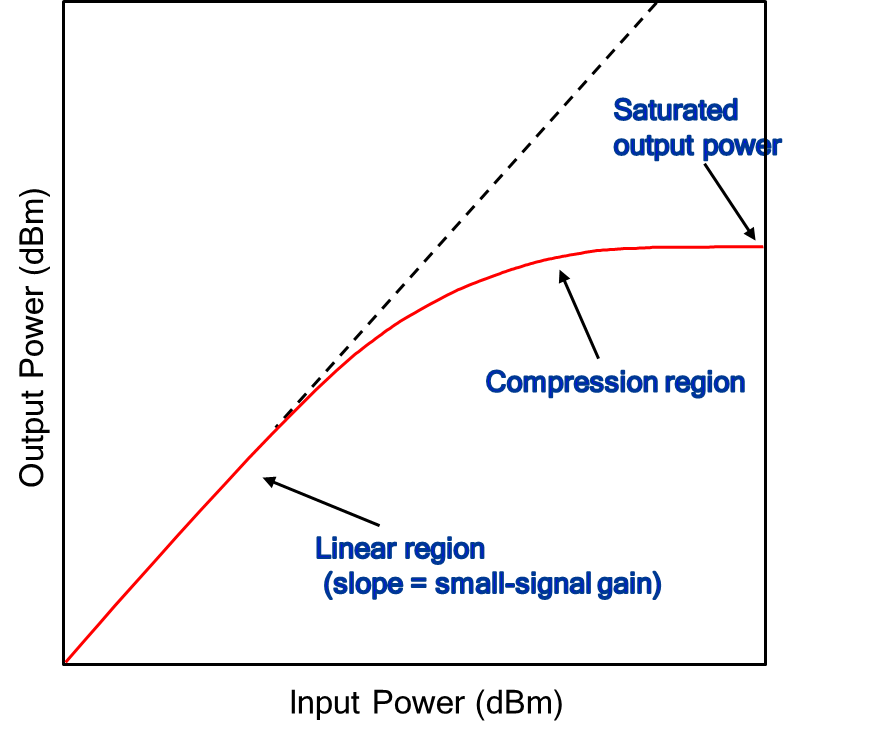 Saturated
output power
Compression region
Linear region
(slope = small-signal gain)
Output Power (dBm)
Input Power (dBm)